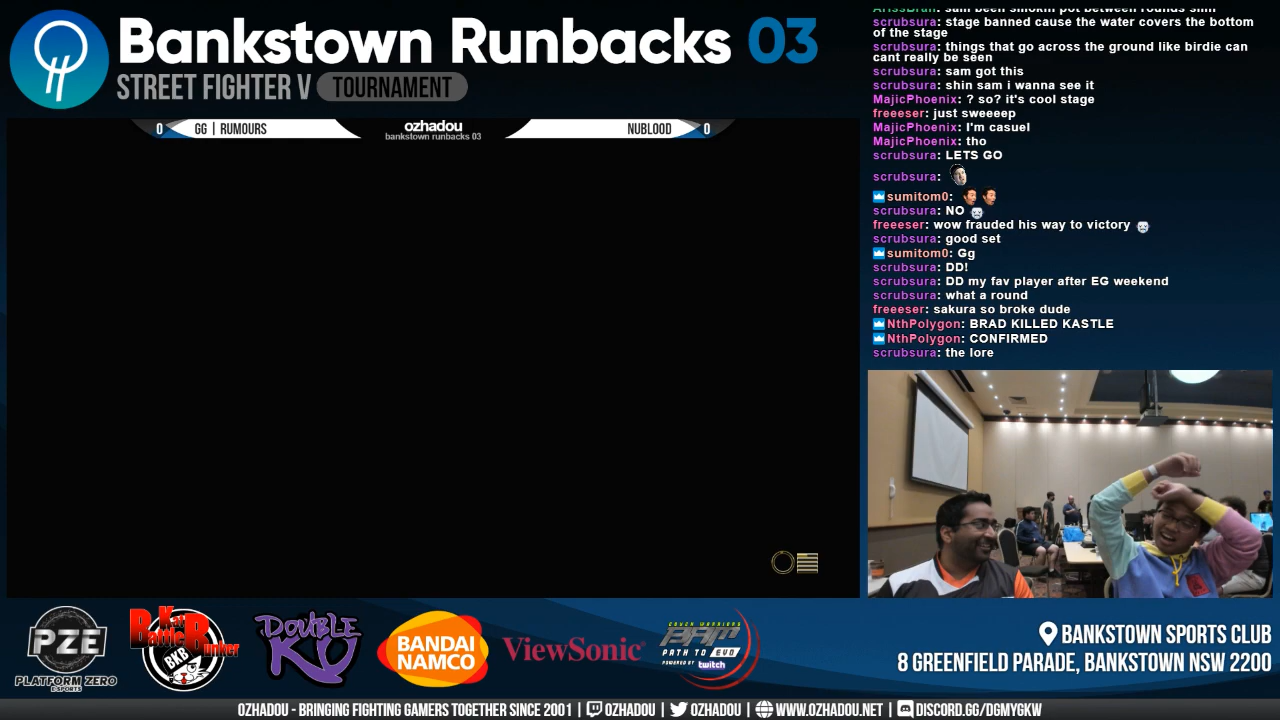 Bankstown Runbacks 03
STREET FIGHTER V TOURNAMENT
0 GG | RUMOURS ozhadou NUBLOOD 0
bankstown runbacks 03
scrubsura: stage banned cause the water covers the bottom
of the stage
scrubsura: things that go across the ground like birdie can
cant really be seen
scrubsura: sam got this
scrubsura: shin sam i wanna see it
MajicPhoenix: ? so? it's cool stage
freeeser: just sweeeep
MajicPhoenix: I'm casuel
MajicPhoenix: tho
scrubsura: LETS GO
scrubsura:
sumitom0:
scrubsura: NO
freeeser: wow frauded his way to victory
scrubsura: good set
sumitom0: Gg
scrubsura: DD!
scrubsura: DD my fav player after EG weekend
scrubsura: what a round
freeeser: sakura so broke dude
NthPolygon: BRAD KILLED KASTLE
NthPolygon: CONFIRMED
scrubsura: the lore
PZE
PLATFORM ZERO
ESPORTS
Kat
Battle
Bunker
BKB
DOUBLE
KO
BANDAI
NAMCO
ViewSonic
BAM
PATH TO EVO
POWERED BY twitch
BANKSTOWN SPORTS CLUB
8 GREENFIELD PARADE, BANKSTOWN NSW 2200
OZHADOU - BRINGING FIGHTING GAMERS TOGETHER SINCE 2001 | OZHADOU | OZHADOU | WWW.OZHADOU.NET | DISCORD.GG/DGMYGKW